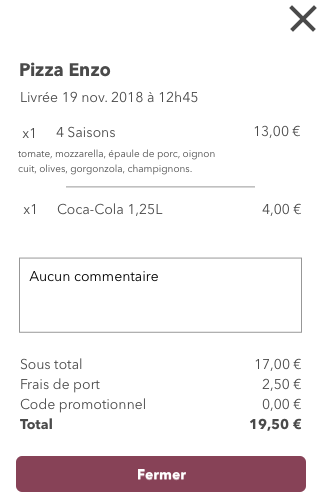 Pizza Enzo
Livrée 19 nov. 2018 à 12h45
x1 4 Saisons 13,00 €
tomate, mozzarella, épaule de porc, oignon
cuit, olives, gorgonzola, champignons.
x1 Coca-Cola 1,25L 4,00 €
Aucun commentaire
Sous total 17,00 €
Frais de port 2,50 €
Code promotionnel 0,00 €
Total 19,50 €
Fermer